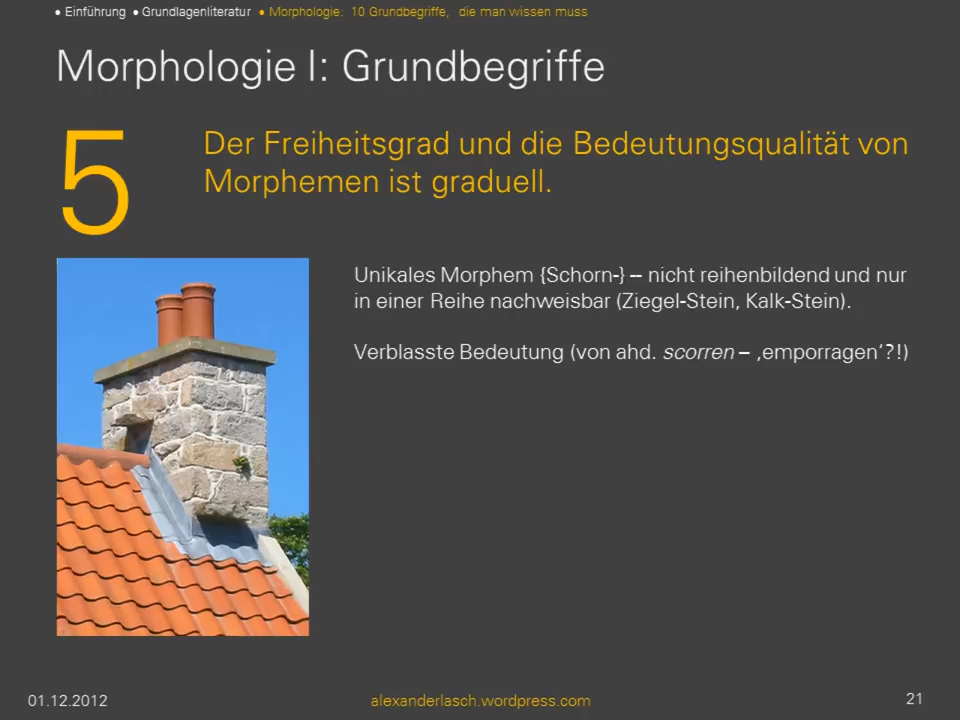 • Einführung • Grundlagenliteratur • Morphologie: 10 Grundbegriffe, die man wissen muss
Morphologie I: Grundbegriffe
5
Der Freiheitsgrad und die Bedeutungsqualität von
Morphemen ist graduell.
Unikales Morphem {Schorn-} -- nicht reihenbildend und nur
in einer Reihe nachweisbar (Ziegel-Stein, Kalk-Stein).
Verblasste Bedeutung (von ahd. scorren – ‚emporragen‘?!)
01.12.2012
alexanderlasch.wordpress.com
21